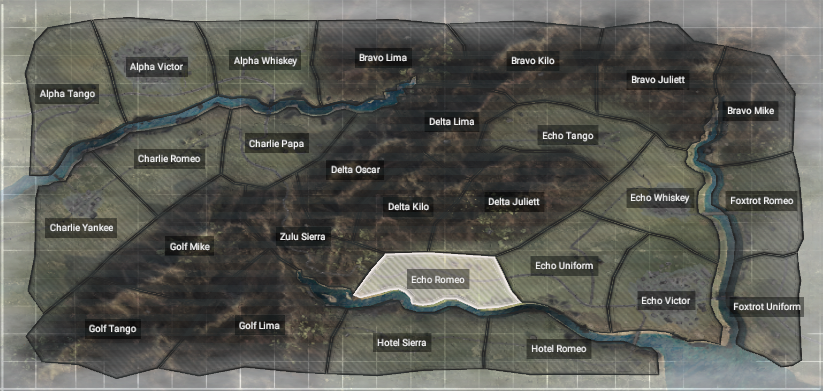 Bravo Lima
Alpha Whiskey
Bravo Kilo
Alpha Victor
Bravo Juliett
Alpha Tango
Bravo Mike
Delta Lima
Echo Tango
Charlie Papa
Charlie Romeo
Delta Oscar
Echo Whiskey
Foxtrot Romeo
Delta Juliett
Delta Kilo
Charlie Yankee
Zulu Sierra
Golf Mike
Echo Uniform
Echo Romeo
Echo Victor
Foxtrot Uniform
Golf Lima
Golf Tango
Hotel Sierra
Hotel Romeo